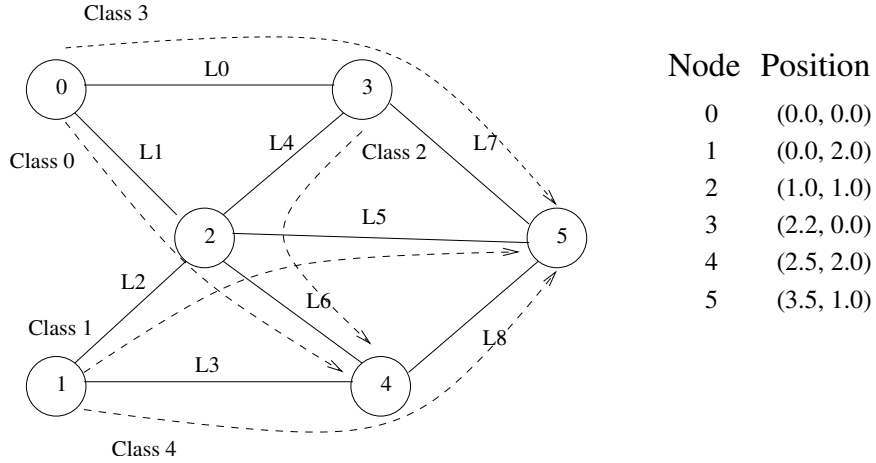 Class 3
0
L0
3
Class 0
L1
L4
Class 2
L7
2
L5
5
L2
L6
Class 1
L8
1
L3
4
Class 4
Node Position
0 (0.0, 0.0)
1 (0.0, 2.0)
2 (1.0, 1.0)
3 (2.2, 0.0)
4 (2.5, 2.0)
5 (3.5, 1.0)